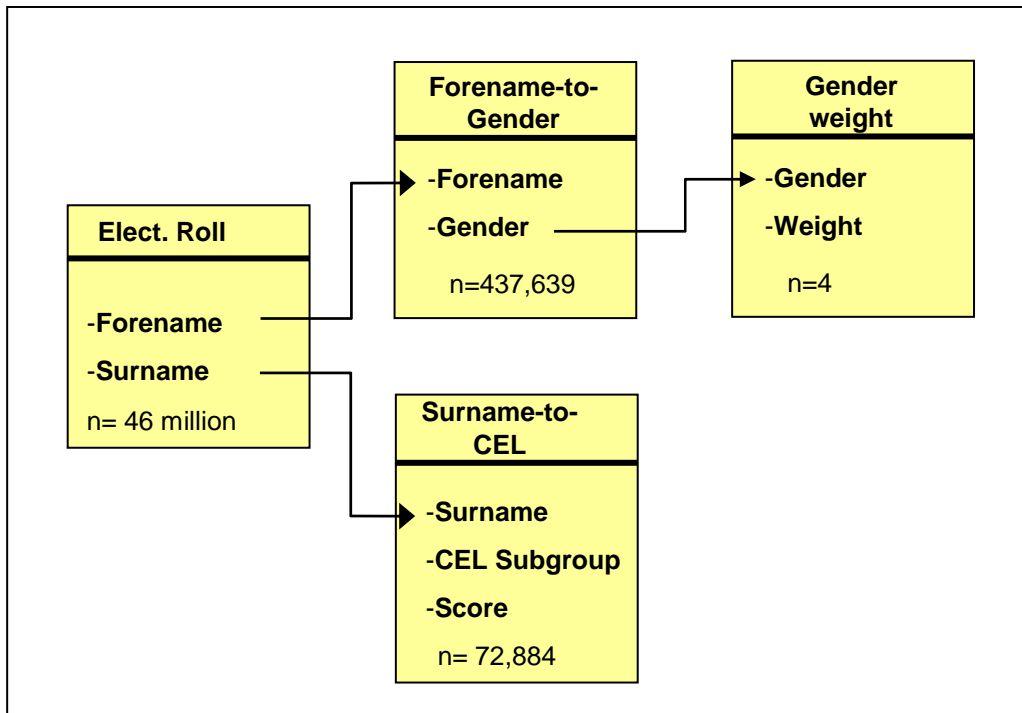 Elect. Roll
-Forename
-Surname
n= 46 million
Forename-to-
Gender
-Forename
-Gender
n=437,639
Gender
weight
-Gender
-Weight
n=4
Surname-to-
CEL
-Surname
-CEL Subgroup
-Score
n= 72,884